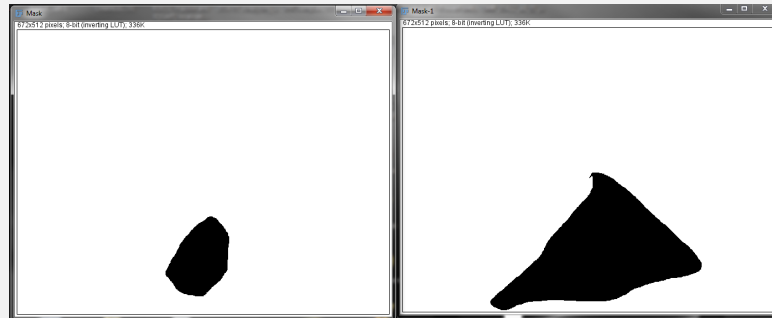 Mask
672x512 pixels; 8-bit (inverting LUT); 336K
Mask-1
672x512 pixels; 8-bit (inverting LUT); 336K